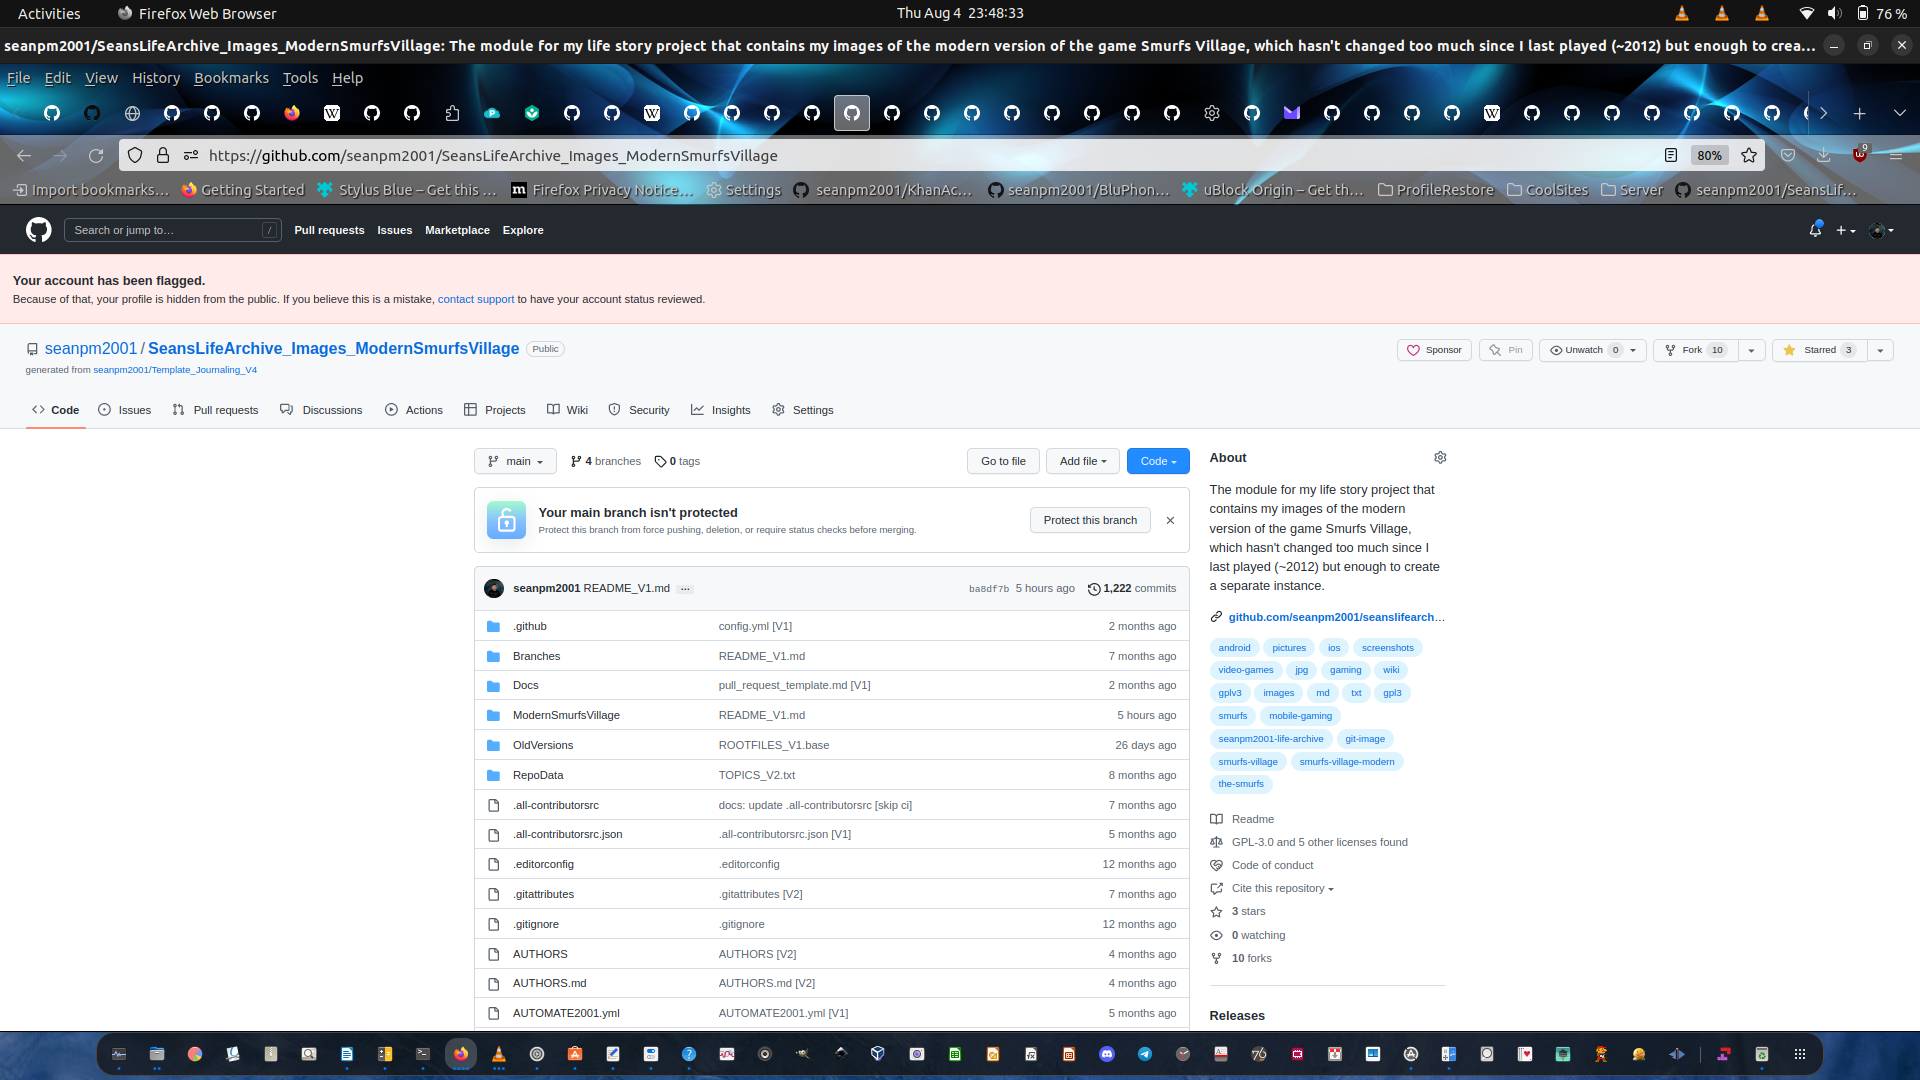 Activities Firefox Web Browser Thu Aug 4 23:48:33 76 %
seanpm2001/SeansLifeArchive_Images_ModernSmurfsVillage: The module for my life story project that contains my images of the modern version of the game Smurfs Village, which hasn't changed too much since I last played (~2012) but enough to crea…
File Edit View History Bookmarks Tools Help
https://github.com/seanpm2001/SeansLifeArchive_Images_ModernSmurfsVillage 80% 9
Import bookmarks… Getting Started Stylus Blue – Get this … Firefox Privacy Notice… Settings seanpm2001/KhanAc… seanpm2001/BluPhon… uBlock Origin – Get th… ProfileRestore CoolSites Server seanpm2001/SeansLif…
Search or jump to… / Pull requests Issues Marketplace Explore
Your account has been flagged.
Because of that, your profile is hidden from the public. If you believe this is a mistake, contact support to have your account status reviewed.
seanpm2001 / SeansLifeArchive_Images_ModernSmurfsVillage Public Sponsor Pin Unwatch 0 Fork 10 Starred 3
generated from seanpm2001/Template_Journaling_V4
Code Issues Pull requests Discussions Actions Projects Wiki Security Insights Settings
main 4 branches 0 tags Go to file Add file Code
Your main branch isn't protected
Protect this branch from force pushing, deletion, or require status checks before merging.
Protect this branch
seanpm2001 README_V1.md … ba8df7b 5 hours ago 1,222 commits
.github config.yml [V1] 2 months ago
Branches README_V1.md 7 months ago
Docs pull_request_template.md [V1] 2 months ago
ModernSmurfsVillage README_V1.md 5 hours ago
OldVersions ROOTFILES_V1.base 26 days ago
RepoData TOPICS_V2.txt 8 months ago
.all-contributorsrc docs: update .all-contributorsrc [skip ci] 7 months ago
.all-contributorsrc.json .all-contributorsrc.json [V1] 5 months ago
.editorconfig .editorconfig 12 months ago
.gitattributes .gitattributes [V2] 7 months ago
.gitignore .gitignore 12 months ago
AUTHORS AUTHORS [V2] 4 months ago
AUTHORS.md AUTHORS.md [V2] 4 months ago
AUTOMATE2001.yml AUTOMATE2001.yml [V1] 5 months ago
About
The module for my life story project that
contains my images of the modern
version of the game Smurfs Village,
which hasn't changed too much since I
last played (~2012) but enough to create
a separate instance.
github.com/seanpm2001/seanslifearch…
android pictures ios screenshots
video-games jpg gaming wiki
gplv3 images md txt gpl3
smurfs mobile-gaming
seanpm2001-life-archive git-image
smurfs-village smurfs-village-modern
the-smurfs
Readme
GPL-3.0 and 5 other licenses found
Code of conduct
Cite this repository
3 stars
0 watching
10 forks
Releases